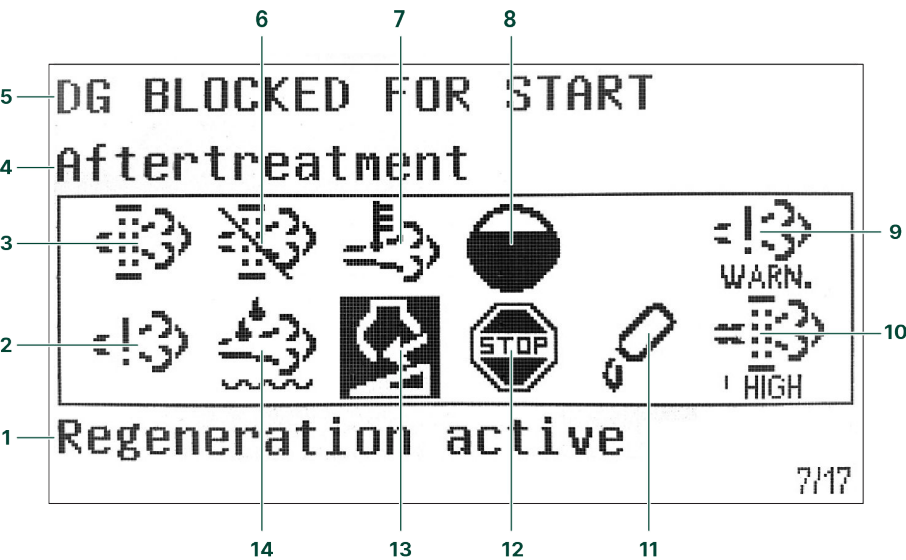 6 7 8
5 DG BLOCKED FOR START
4 Aftertreatment
3 9
WARN.
2 STOP 10
! HIGH
1 Regeneration active
7/17
14 13 12 11